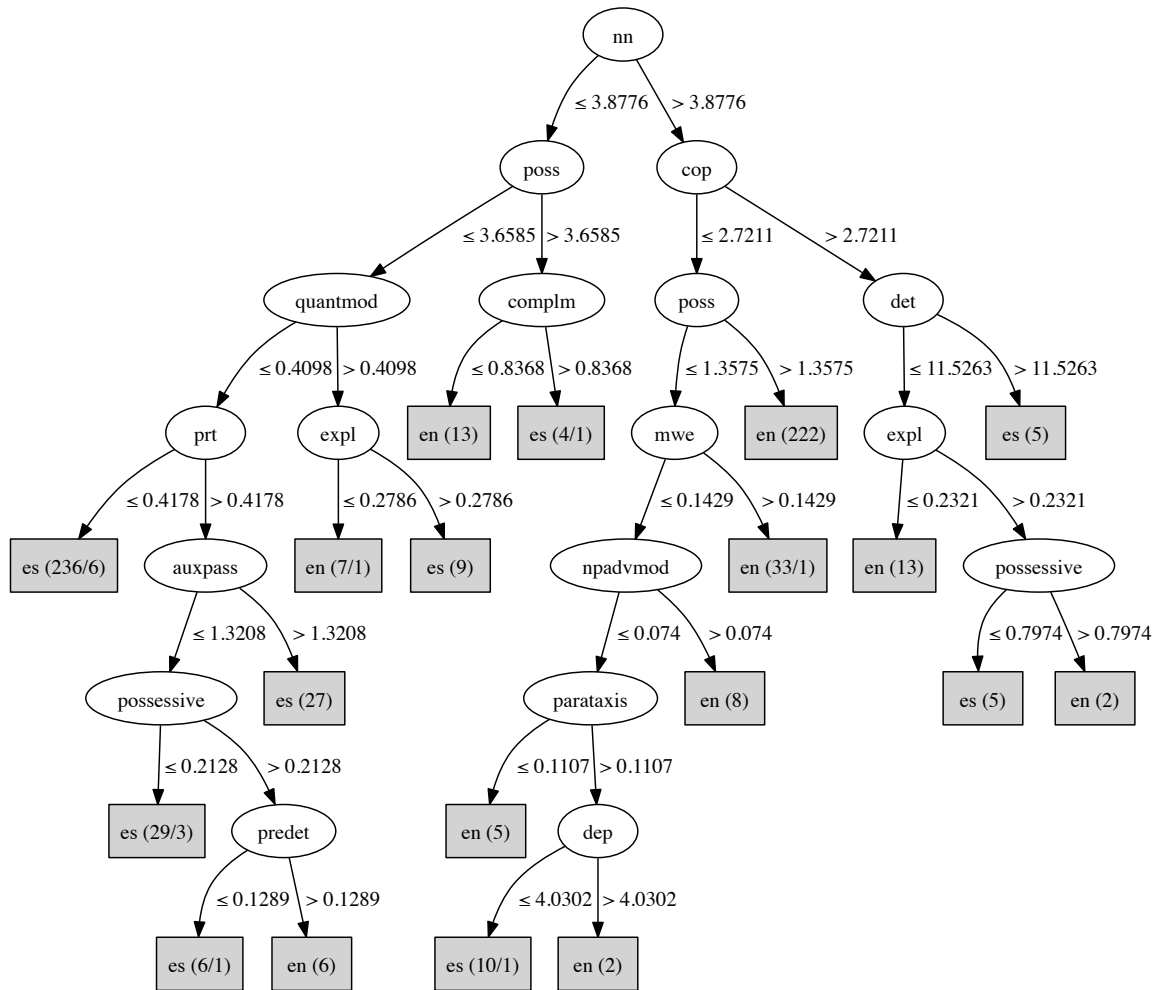 nn
≤ 3.8776 > 3.8776
poss cop
≤ 3.6585 > 3.6585 ≤ 2.7211 > 2.7211
quantmod complm poss det
≤ 0.4098 > 0.4098 ≤ 0.8368 > 0.8368 ≤ 1.3575 > 1.3575 ≤ 11.5263 > 11.5263
prt expl en (13) es (4/1) mwe en (222) expl es (5)
≤ 0.4178 > 0.4178 ≤ 0.2786 > 0.2786 ≤ 0.1429 > 0.1429 ≤ 0.2321 > 0.2321
es (236/6) auxpass en (7/1) es (9) npadvmod en (33/1) en (13) possessive
≤ 1.3208 > 1.3208 ≤ 0.074 > 0.074 ≤ 0.7974 > 0.7974
possessive es (27) parataxis en (8) es (5) en (2)
≤ 0.2128 > 0.2128 ≤ 0.1107 > 0.1107
es (29/3) predet en (5) dep
≤ 0.1289 > 0.1289 ≤ 4.0302 > 4.0302
es (6/1) en (6) es (10/1) en (2)